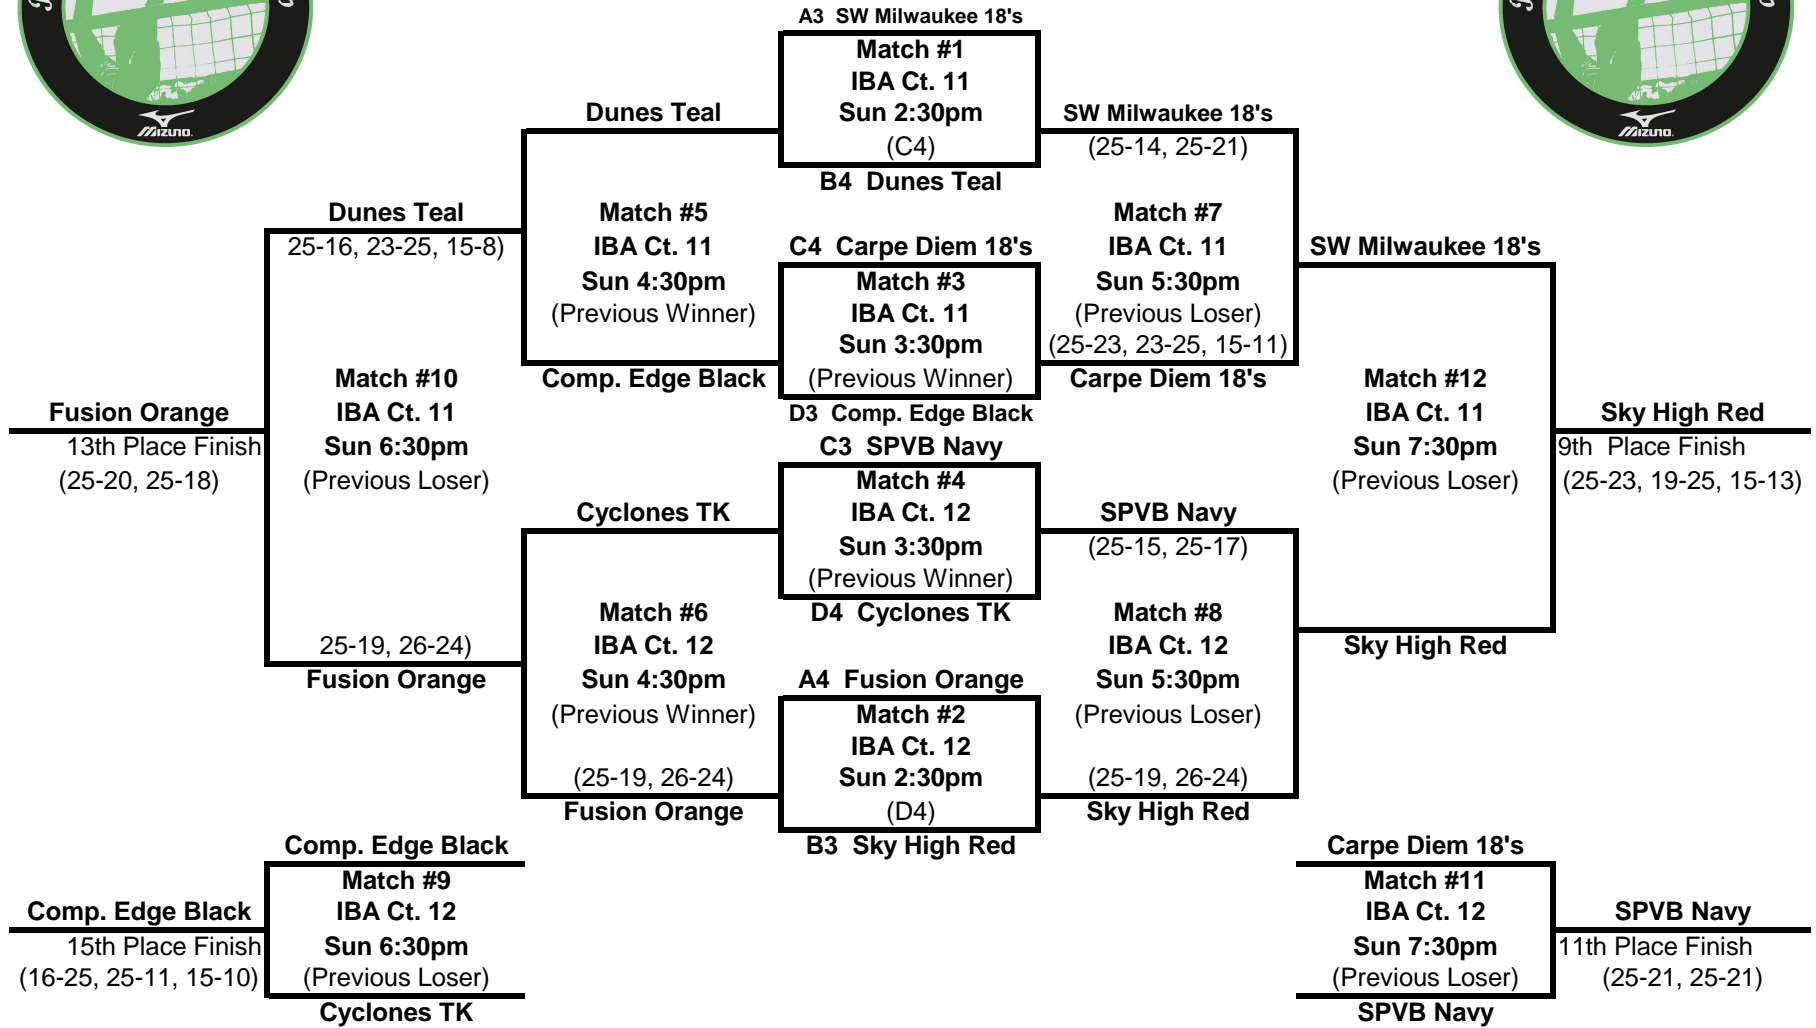 A3 SW Milwaukee 18's
Match #1
IBA Ct. 11
Dunes Teal
Sun 2:30pm
SW Milwaukee 18's
MIZUNO.
MIZUNO.
(C4)
(25-14, 25-21)
B4 Dunes Teal
Dunes Teal
Match #5
Match #7
25-16, 23-25, 15-8)
IBA Ct. 11
C4 Carpe Diem 18's
IBA Ct. 11
SW Milwaukee 18's
Sun 4:30pm
Match #3
Sun 5:30pm
(Previous Winner)
IBA Ct. 11
(Previous Loser)
Sun 3:30pm
(25-23, 23-25, 15-11)
Match #10
Comp. Edge Black
(Previous Winner)
Carpe Diem 18's
Match #12
Fusion Orange
IBA Ct. 11
D3 Comp. Edge Black
IBA Ct. 11
Sky High Red
13th Place Finish
Sun 6:30pm
C3 SPVB Navy
Sun 7:30pm
9th Place Finish
(25-20, 25-18)
(Previous Loser)
Match #4
(Previous Loser)
(25-23, 19-25, 15-13)
Cyclones TK
IBA Ct. 12
SPVB Navy
Sun 3:30pm
(25-15, 25-17)
(Previous Winner)
Match #6
D4 Cyclones TK
Match #8
25-19, 26-24)
IBA Ct. 12
IBA Ct. 12
Sky High Red
Fusion Orange
Sun 4:30pm
A4 Fusion Orange
Sun 5:30pm
(Previous Winner)
Match #2
(Previous Loser)
IBA Ct. 12
(25-19, 26-24)
Sun 2:30pm
(25-19, 26-24)
Fusion Orange
(D4)
Sky High Red
Comp. Edge Black
B3 Sky High Red
Carpe Diem 18's
Match #9
Match #11
Comp. Edge Black
IBA Ct. 12
IBA Ct. 12
SPVB Navy
15th Place Finish
Sun 6:30pm
Sun 7:30pm
11th Place Finish
(16-25, 25-11, 15-10)
(Previous Loser)
(Previous Loser)
(25-21, 25-21)
Cyclones TK
SPVB Navy